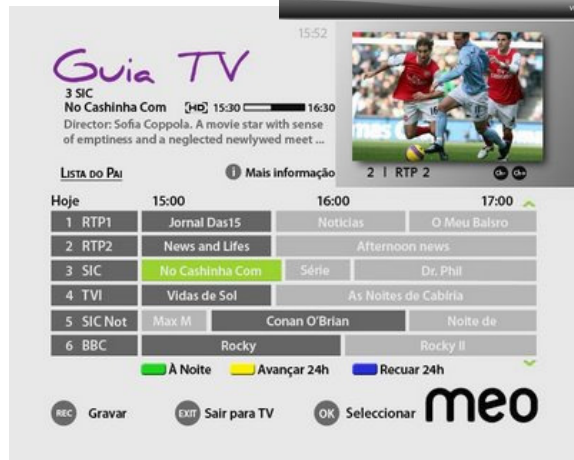 15:52
Guia TV
3 SIC
No Cashinha Com [HD] 15:30 16:30
Director: Sofia Coppola. A movie star with sense
of emptiness and a neglected newlywed meet ...
LISTA DO PAI
i Mais informação
2 | RTP 2
Hoje 15:00 16:00 17:00
1 RTP1 Jornal Das15 Noticias O Meu Balsro
2 RTP2 News and Lifes Afternoon news
3 SIC No Cashinha Com Série Dr. Phil
4 TVI Vidas de Sol As Noites de Cabíria
5 SIC Not Max M Conan O'Brian Noite de
6 BBC Rocky Rocky II
À Noite Avançar 24h Recuar 24h
REC Gravar EXIT Sair para TV OK Seleccionar
meo